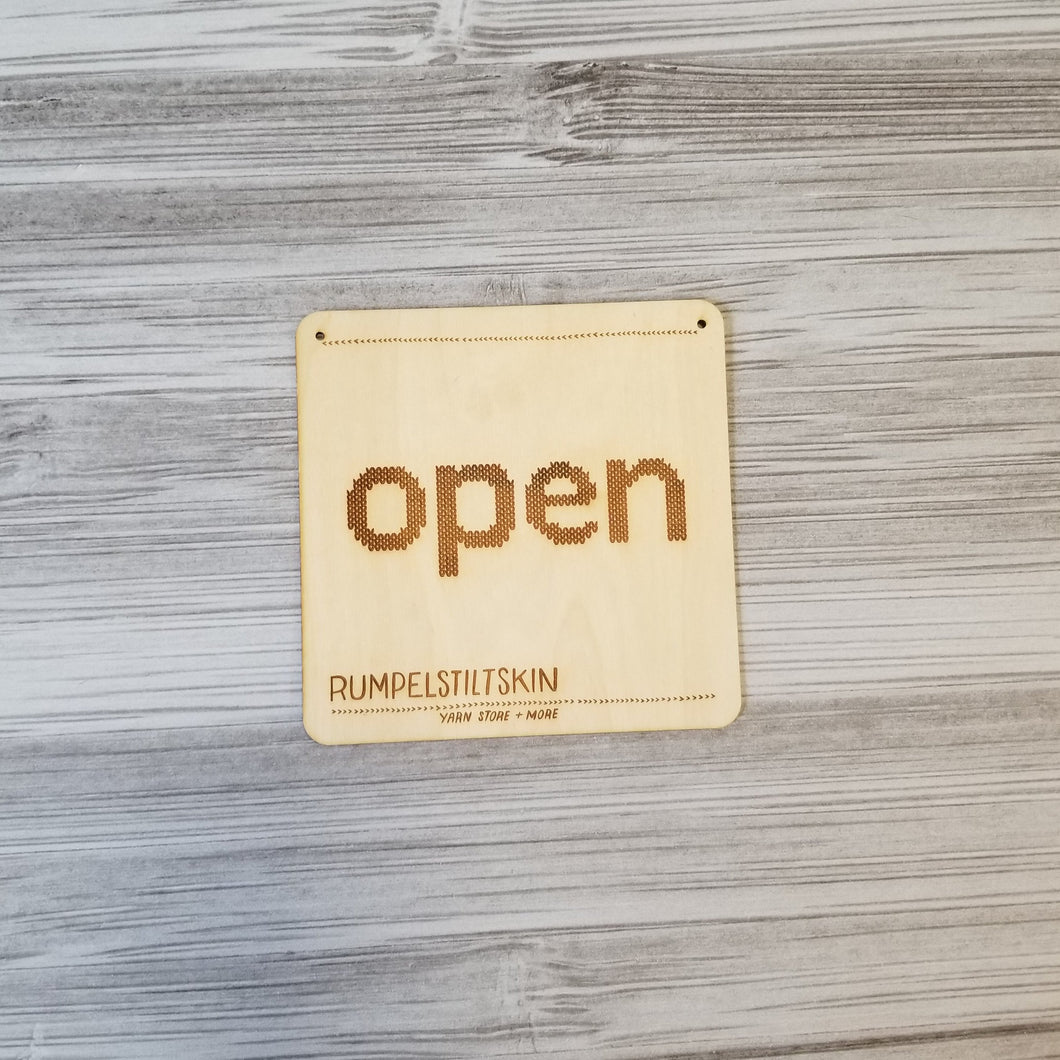 open
RUMPELSTILTSKIN
YARN STORE + MORE